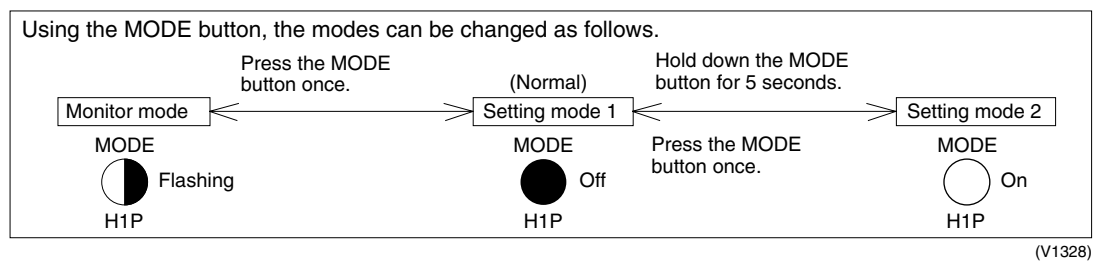 Using the MODE button, the modes can be changed as follows.
Press the MODE
button once.
(Normal)
Hold down the MODE
button for 5 seconds.
Monitor mode
Setting mode 1
Setting mode 2
Press the MODE
button once.
MODE
Flashing
H1P
MODE
Off
H1P
MODE
On
H1P
(V1328)